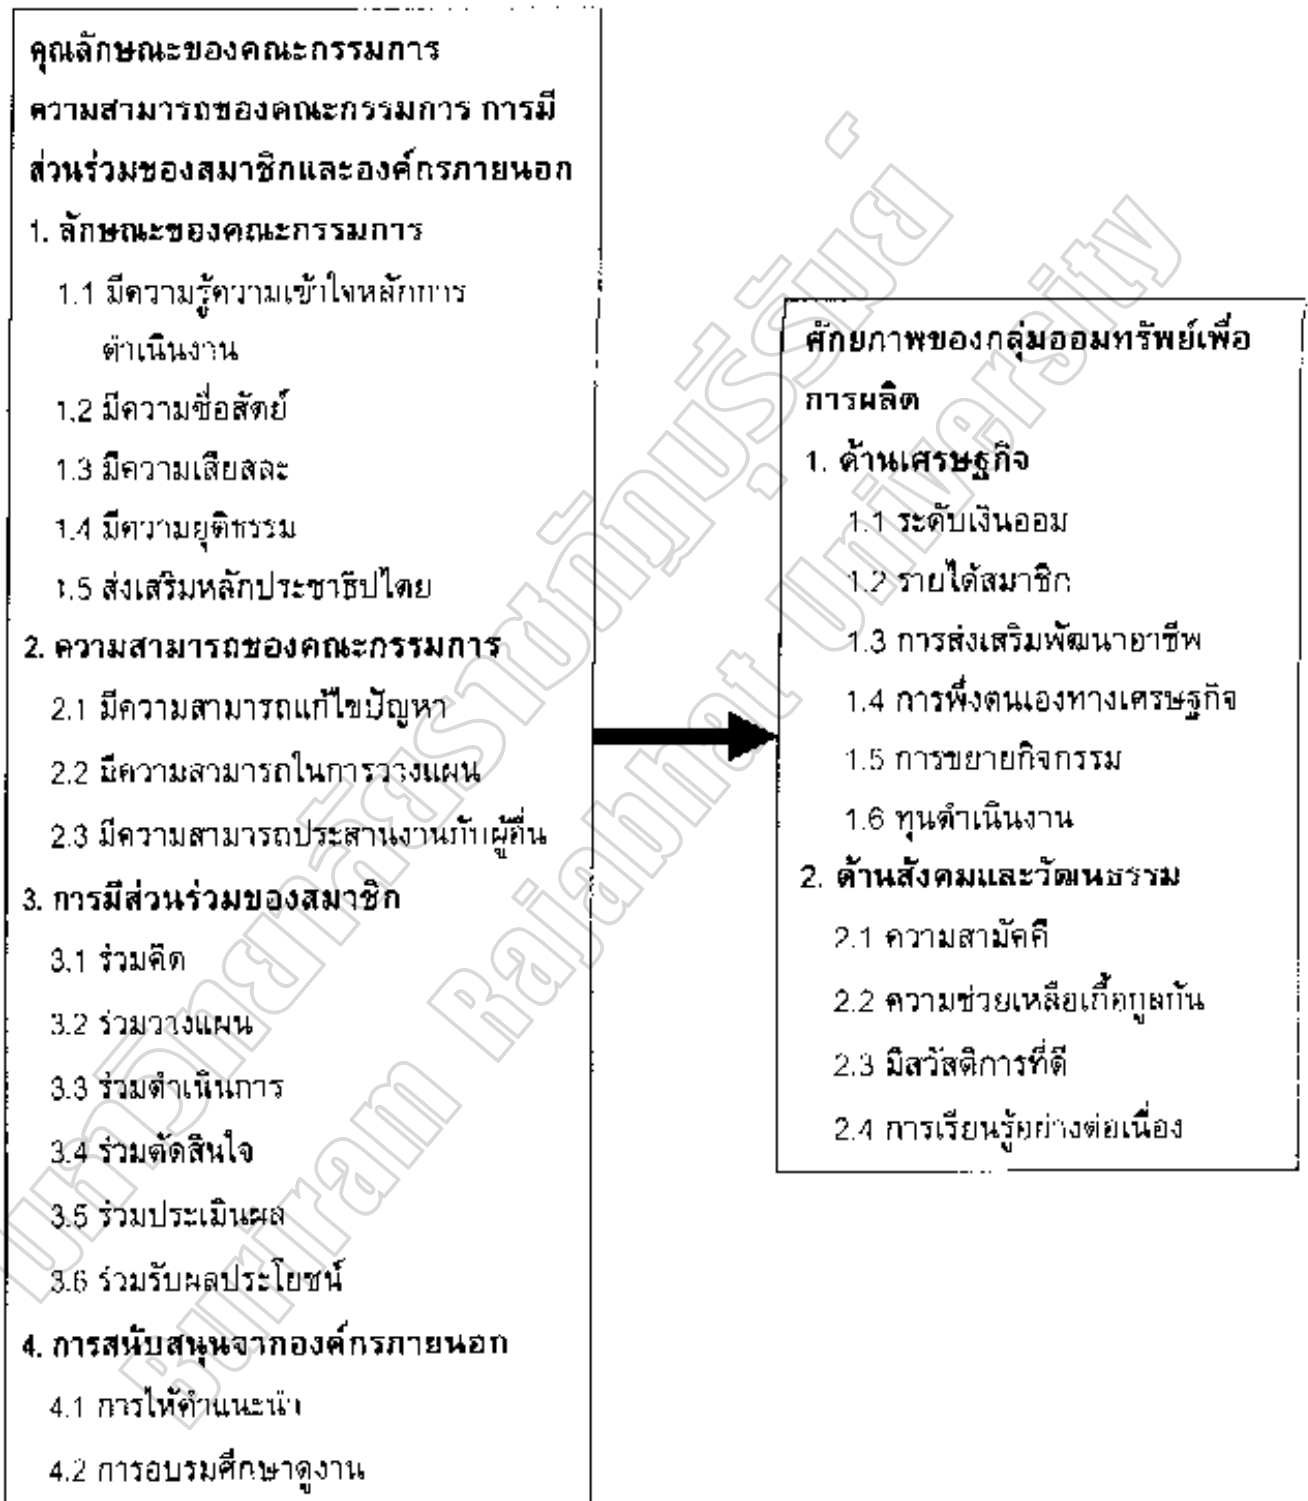 คุณลักษณะของคณะกรรมการ
ความสามารถของคณะกรรมการ การมี
ส่วนร่วมของสมาชิกและองค์กรภายนอก
1. ลักษณะของคณะกรรมการ
1.1 มีความรู้ความเข้าใจหลักการ
ดำเนินงาน
1.2 มีความซื่อสัตย์
1.3 มีความเสียสละ
1.4 มีความยุติธรรม
1.5 ส่งเสริมหลักประชาธิปไตย
2. ความสามารถของคณะกรรมการ
2.1 มีความสามารถแก้ไขปัญหา
2.2 มีความสามารถในการวางแผน
2.3 มีความสามารถประสานงานกับผู้อื่น
3. การมีส่วนร่วมของสมาชิก
3.1 ร่วมคิด
3.2 ร่วมวางแผน
3.3 ร่วมดำเนินการ
3.4 ร่วมตัดสินใจ
3.5 ร่วมประเมินผล
3.6 ร่วมรับผลประโยชน์
4. การสนับสนุนจากองค์กรภายนอก
4.1 การให้คำแนะนำ
4.2 การอบรมศึกษาดูงาน
ศักยภาพของกลุ่มออมทรัพย์เพื่อ
การผลิต
1. ด้านเศรษฐกิจ
1.1 ระดับเงินออม
1.2 รายได้สมาชิก
1.3 การส่งเสริมพัฒนาอาชีพ
1.4 การพึ่งตนเองทางเศรษฐกิจ
1.5 การขยายกิจกรรม
1.6 ทุนดำเนินงาน
2. ด้านสังคมและวัฒนธรรม
2.1 ความสามัคคี
2.2 ความช่วยเหลือเกื้อกูลกัน
2.3 มีสวัสดิการที่ดี
2.4 การเรียนรู้อย่างต่อเนื่อง
มหาวิทยาลัยราชภัฏบุรีรัมย์
Buriram Rajabhat University